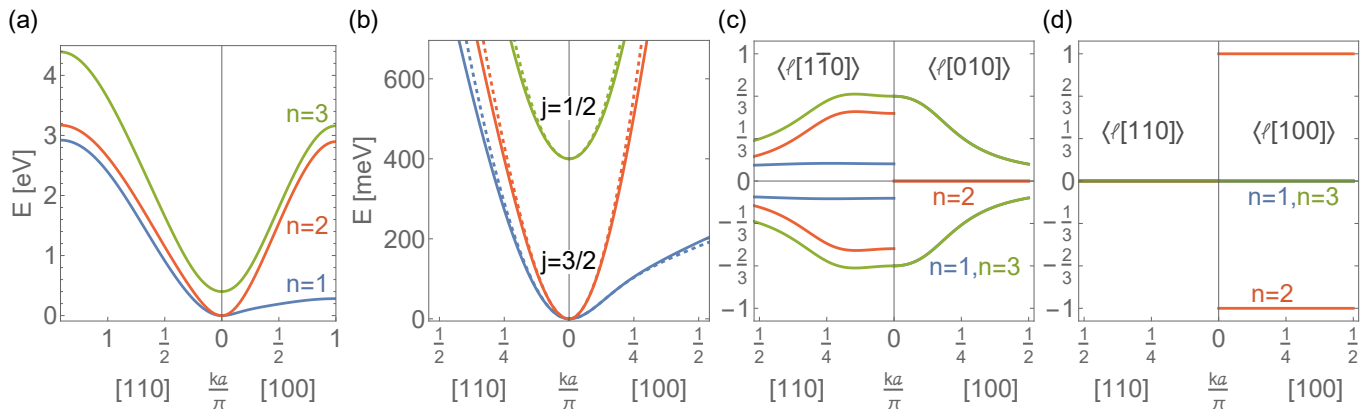 (a)
4
3
2
1
0
E [eV]
n=3
n=2
n=1
1
1/2
0
1/2
1
[110]
ka/π
[100]
(b)
600
400
200
0
E [meV]
j=1/2
j=3/2
1/2
1/4
0
1/4
1/2
[110]
ka/π
[100]
(c)
⟨ℓ[11̅0]⟩
⟨ℓ[010]⟩
1
2/3
1/3
0
-1/3
-2/3
-1
n=2
n=1,n=3
1/2
1/4
0
1/4
1/2
[110]
ka/π
[100]
(d)
⟨ℓ[110]⟩
⟨ℓ[100]⟩
1
2/3
1/3
0
-1/3
-2/3
-1
n=1,n=3
n=2
1/2
1/4
0
1/4
1/2
[110]
ka/π
[100]